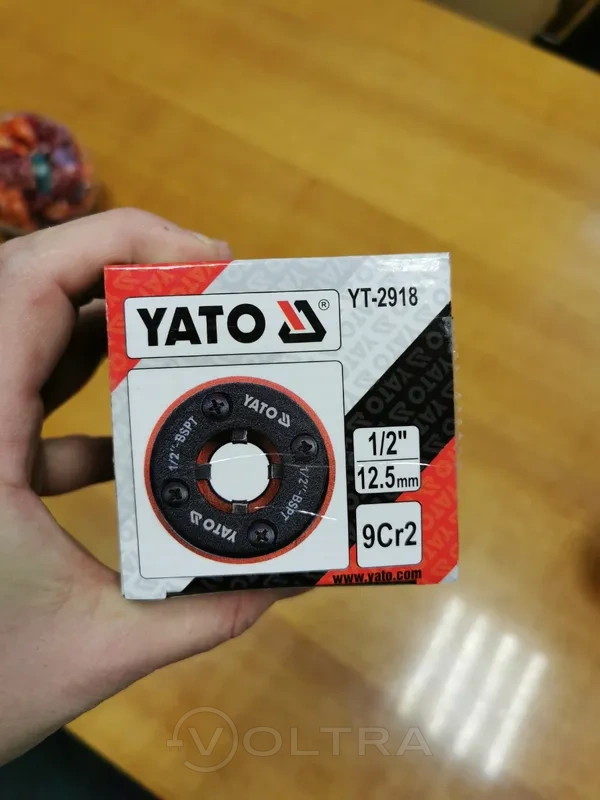 YATO ®
YT-2918
YATO
1/2"-BSPT
1/2"-BSPT
YATO
1/2"
12.5mm
9Cr2
www.yato.com
VOLTRA